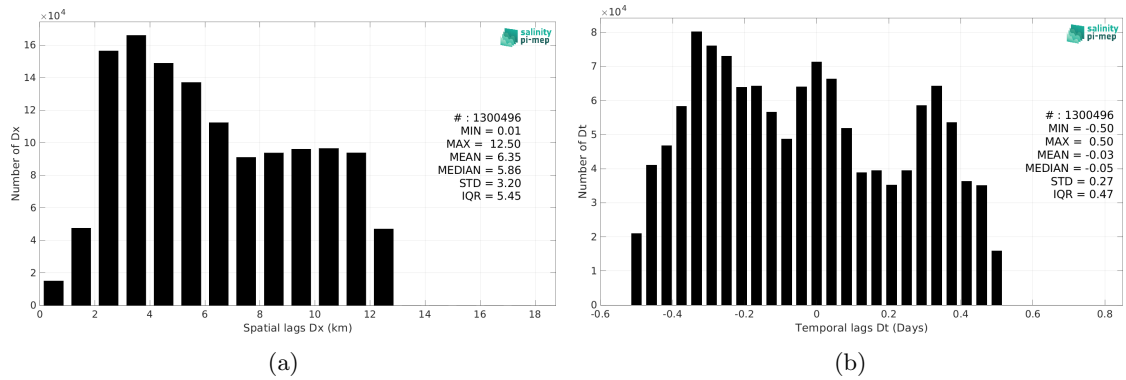 ×10⁴
16
14
12
10
8
6
4
2
0
Number of Dx
0 2 4 6 8 10 12 14 16 18
Spatial lags Dx (km)
salinity
pi-mep
# : 1300496
MIN = 0.01
MAX = 12.50
MEAN = 6.35
MEDIAN = 5.86
STD = 3.20
IQR = 5.45
(a)
×10⁴
8
7
6
5
4
3
2
1
0
Number of Dt
-0.6 -0.4 -0.2 0 0.2 0.4 0.6 0.8
Temporal lags Dt (Days)
salinity
pi-mep
# : 1300496
MIN = -0.50
MAX = 0.50
MEAN = -0.03
MEDIAN = -0.05
STD = 0.27
IQR = 0.47
(b)